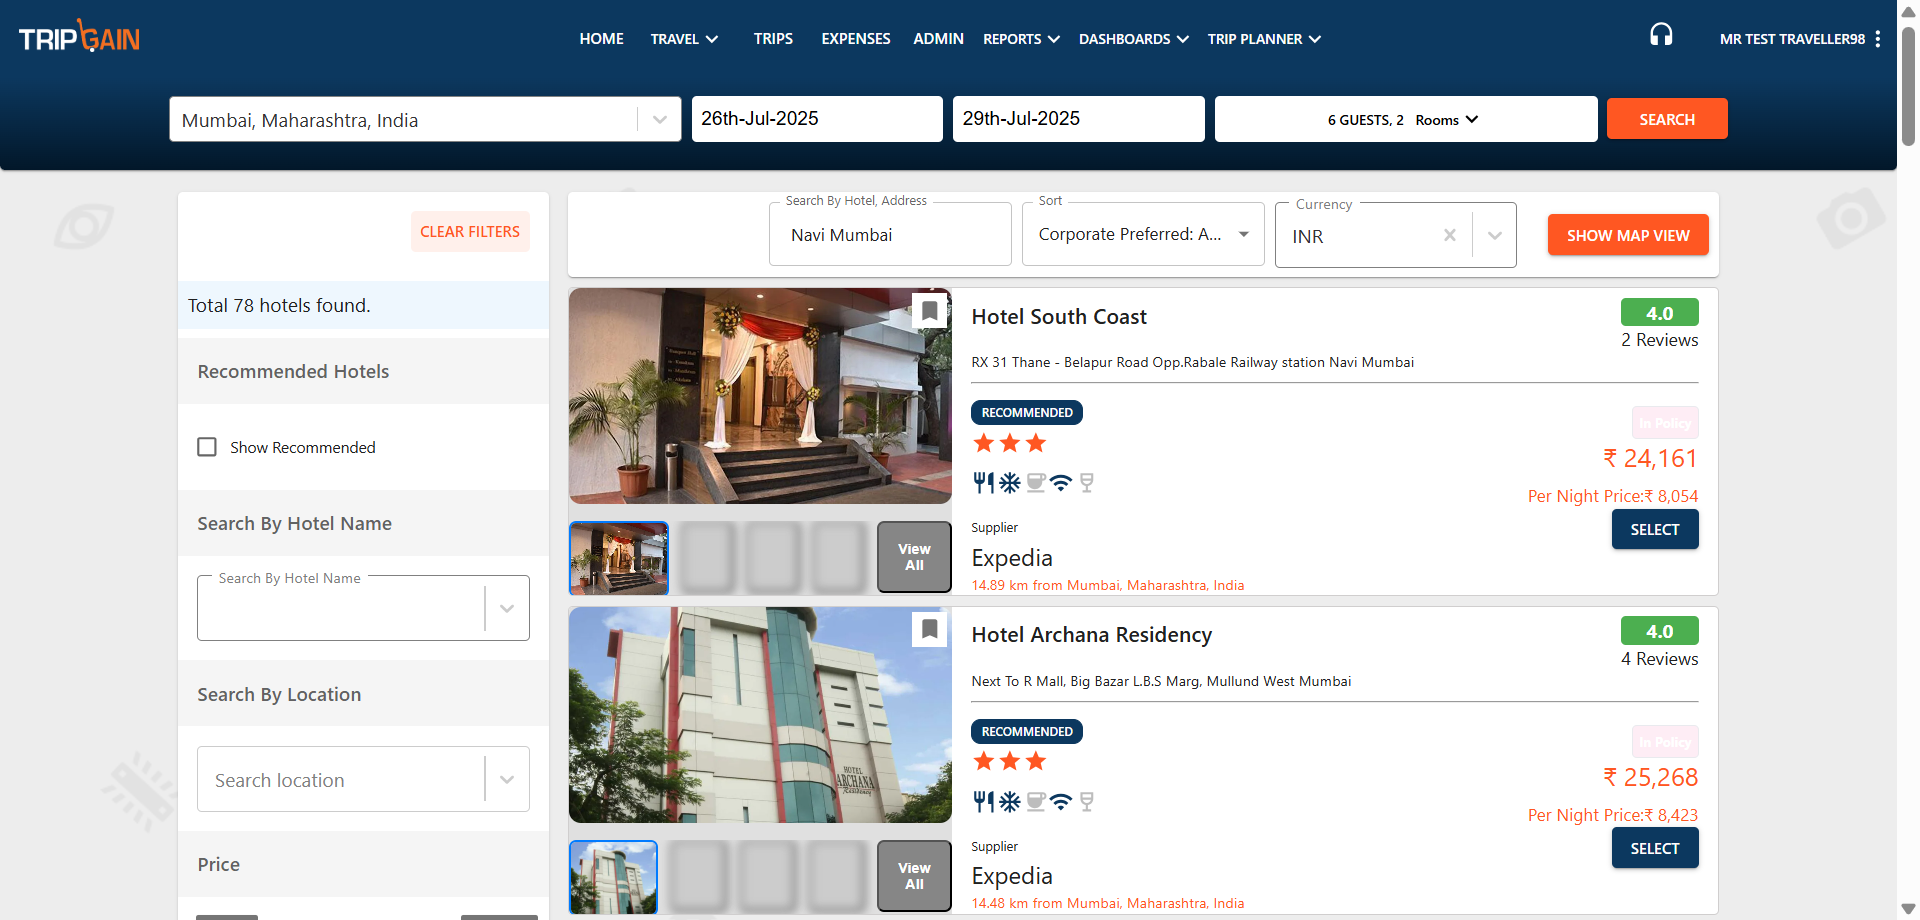 TRIPGAIN
HOME TRAVEL TRIPS EXPENSES ADMIN REPORTS DASHBOARDS TRIP PLANNER
MR TEST TRAVELLER98
Mumbai, Maharashtra, India
26th-Jul-2025
29th-Jul-2025
6 GUESTS, 2 Rooms
SEARCH
CLEAR FILTERS
Total 78 hotels found.
Recommended Hotels
Show Recommended
Search By Hotel Name
Search By Hotel Name
Search By Location
Search location
Price
Search By Hotel, Address
Navi Mumbai
Sort
Corporate Preferred: A...
Currency
INR
SHOW MAP VIEW
Hotel South Coast
4.0
2 Reviews
RX 31 Thane - Belapur Road Opp.Rabale Railway station Navi Mumbai
RECOMMENDED
In Policy
₹ 24,161
Per Night Price:₹ 8,054
SELECT
Supplier
Expedia
14.89 km from Mumbai, Maharashtra, India
View
All
Hotel Archana Residency
4.0
4 Reviews
Next To R Mall, Big Bazar L.B.S Marg, Mullund West Mumbai
RECOMMENDED
In Policy
₹ 25,268
Per Night Price:₹ 8,423
SELECT
Supplier
Expedia
14.48 km from Mumbai, Maharashtra, India
HOTEL
ARCHANA
Residency
View
All